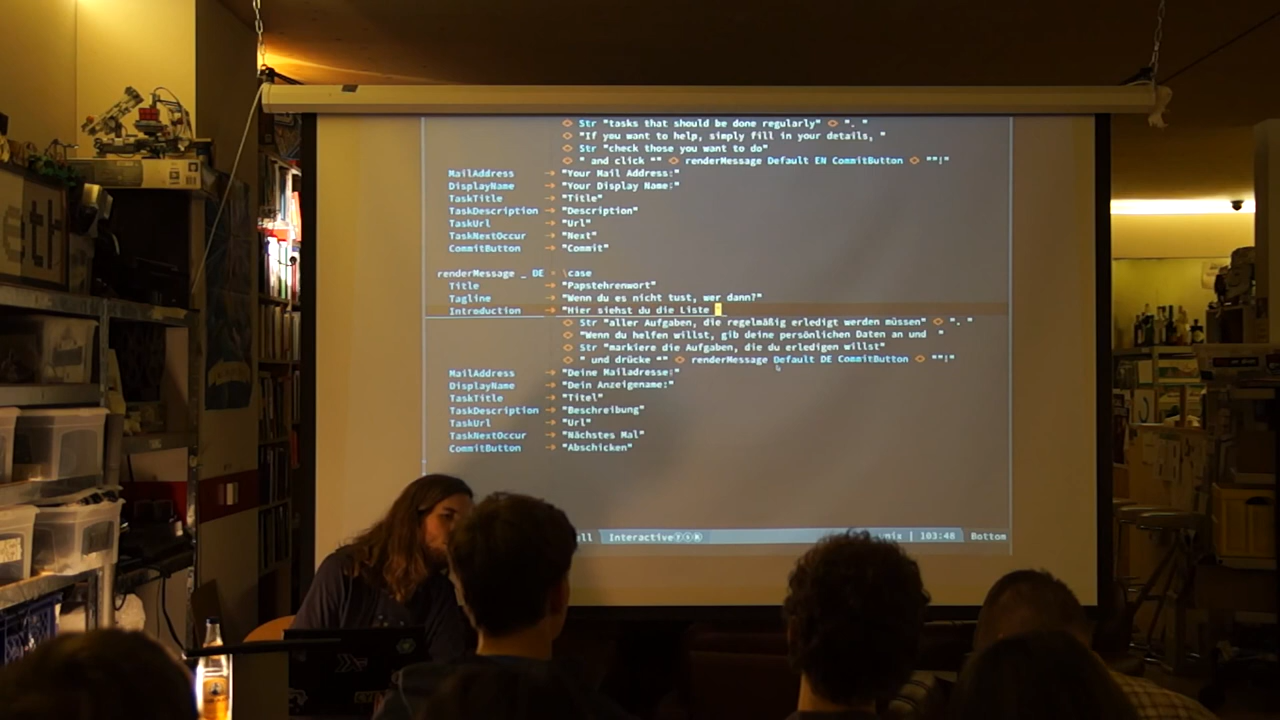 <> Str "tasks that should be done regularly" <> ". "
<> "If you want to help, simply fill in your details, "
<> Str "check those you want to do"
<> " and click “" <> renderMessage Default EN CommitButton <> "”!"
MailAddress → "Your Mail Address:"
DisplayName → "Your Display Name:"
TaskTitle → "Title"
TaskDescription → "Description"
TaskUrl → "Url"
TaskNextOccur → "Next"
CommitButton → "Commit"
renderMessage _ DE = \case
Title → "Papstehrenwort"
Tagline → "Wenn du es nicht tust, wer dann?"
Introduction → "Hier siehst du die Liste "
<> Str "aller Aufgaben, die regelmäßig erledigt werden müssen" <> ". "
<> "Wenn du helfen willst, gib deine persönlichen Daten an und "
<> Str "markiere die Aufgaben, die du erledigen willst"
<> " und drücke “" <> renderMessage Default DE CommitButton <> "”!"
MailAddress → "Deine Mailadresse:"
DisplayName → "Dein Anzeigename:"
TaskTitle → "Titel"
TaskDescription → "Beschreibung"
TaskUrl → "Url"
TaskNextOccur → "Nächstes Mal"
CommitButton → "Abschicken"
Interactive 103:48 Bottom